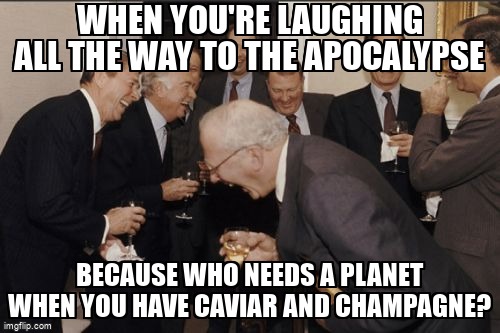 WHEN YOU'RE LAUGHING
ALL THE WAY TO THE APOCALYPSE
BECAUSE WHO NEEDS A PLANET
WHEN YOU HAVE CAVIAR AND CHAMPAGNE?
imgflip.com